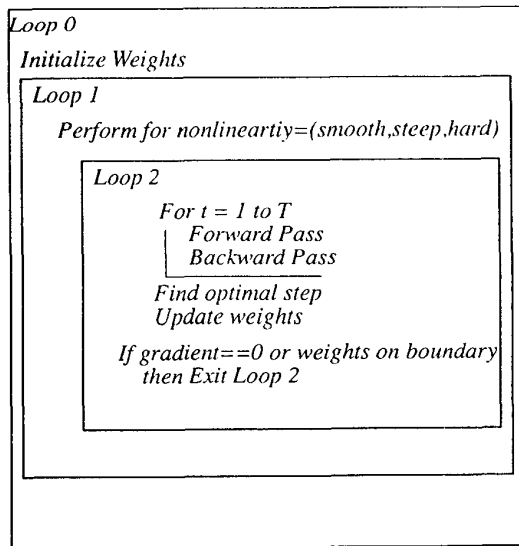 Loop 0
Initialize Weights
Loop 1
Perform for nonlineartiy=(smooth,steep,hard)
Loop 2
For t = 1 to T
Forward Pass
Backward Pass
Find optimal step
Update weights
If gradient==0 or weights on boundary
then Exit Loop 2